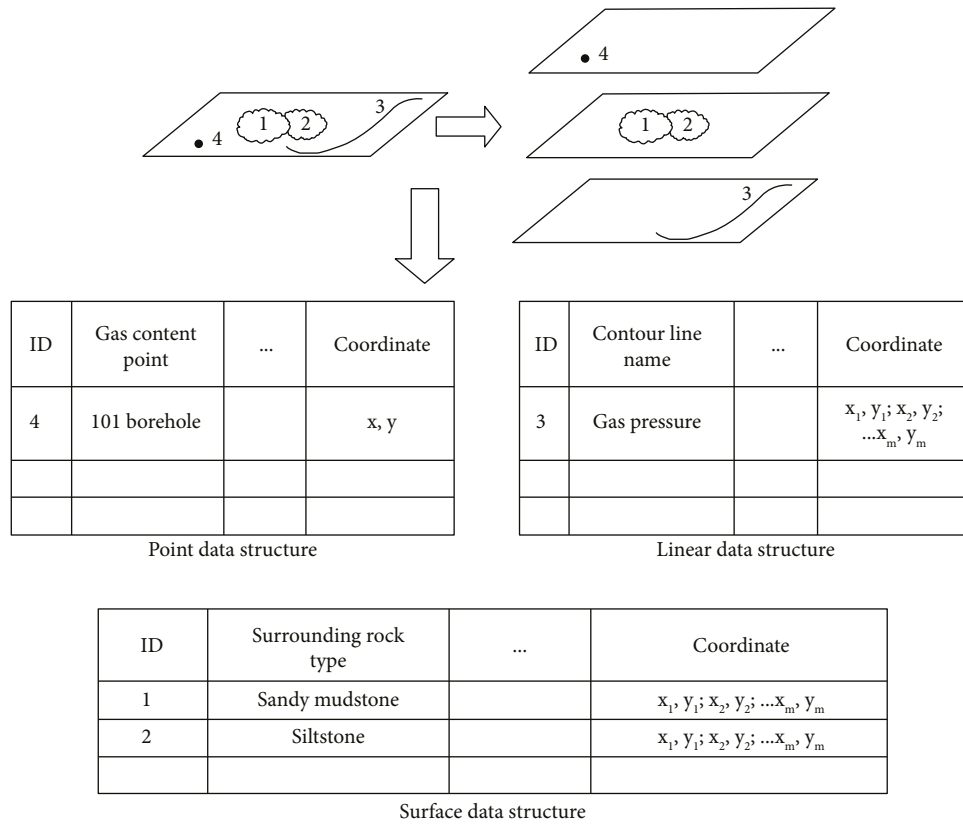 4
1 2 3
4
1 2
3
ID Gas content point ... Coordinate
4 101 borehole x, y
Point data structure
ID Contour line name ... Coordinate
3 Gas pressure x₁, y₁; x₂, y₂; ...xₘ, yₘ
Linear data structure
ID Surrounding rock type ... Coordinate
1 Sandy mudstone x₁, y₁; x₂, y₂; ...xₘ, yₘ
2 Siltstone x₁, y₁; x₂, y₂; ...xₘ, yₘ
Surface data structure